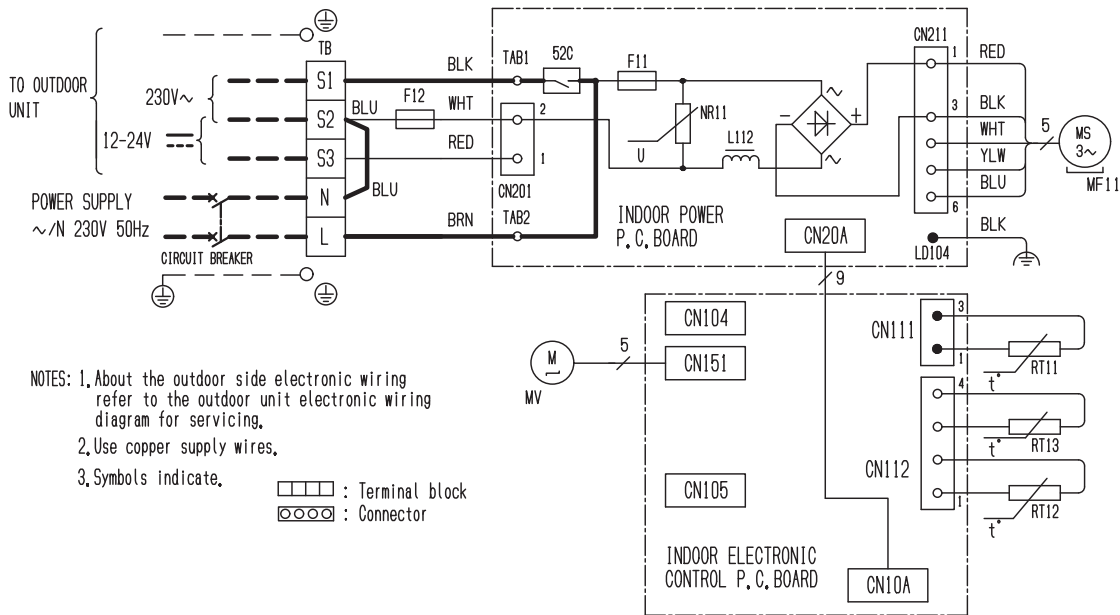 TO OUTDOOR
UNIT
230V～
12-24V
POWER SUPPLY
～/N 230V 50Hz
CIRCUIT BREAKER
TB
S1
S2
S3
N
L
BLK
BLU
F12
WHT
RED
BLU
BRN
TAB1
52C
2
1
CN201
TAB2
F11
NR11
U
L112
～
－
＋
～
INDOOR POWER
P.C.BOARD
CN20A
CN211
1
3
6
RED
BLK
WHT
YLW
BLU
5
MS
3～
MF11
BLK
LD104
9
CN104
CN151
CN105
M
5
MV
INDOOR ELECTRONIC
CONTROL P.C.BOARD
CN10A
CN111
3
1
t°
RT11
CN112
4
1
t°
RT13
t°
RT12
NOTES: 1.About the outdoor side electronic wiring
refer to the outdoor unit electronic wiring
diagram for servicing.
2.Use copper supply wires.
3.Symbols indicate.
: Terminal block
: Connector